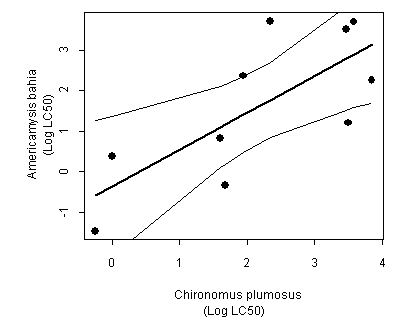 Americamysis bahia
(Log LC50)
3
2
1
0
-1
0 1 2 3 4
Chironomus plumosus
(Log LC50)